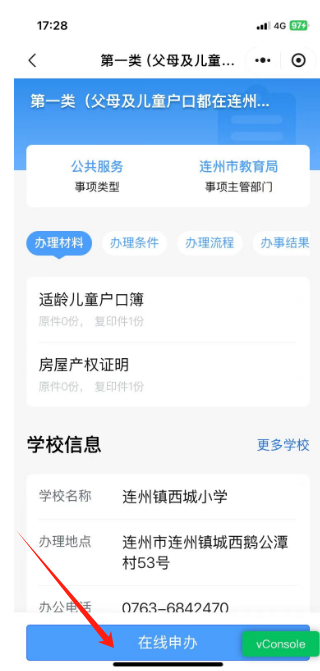 17:28
4G 97
第一类（父母及儿童...
第一类（父母及儿童户口都在连州...
公共服务 连州市教育局
事项类型 事项主管部门
办理材料 办理条件 办理流程 办事结果
适龄儿童户口簿
原件0份， 复印件1份
房屋产权证明
原件0份， 复印件1份
学校信息 更多学校
学校名称 连州镇西城小学
办理地点 连州市连州镇城西鹅公潭
村53号
办公电话 0763-6842470
在线申办 vConsole